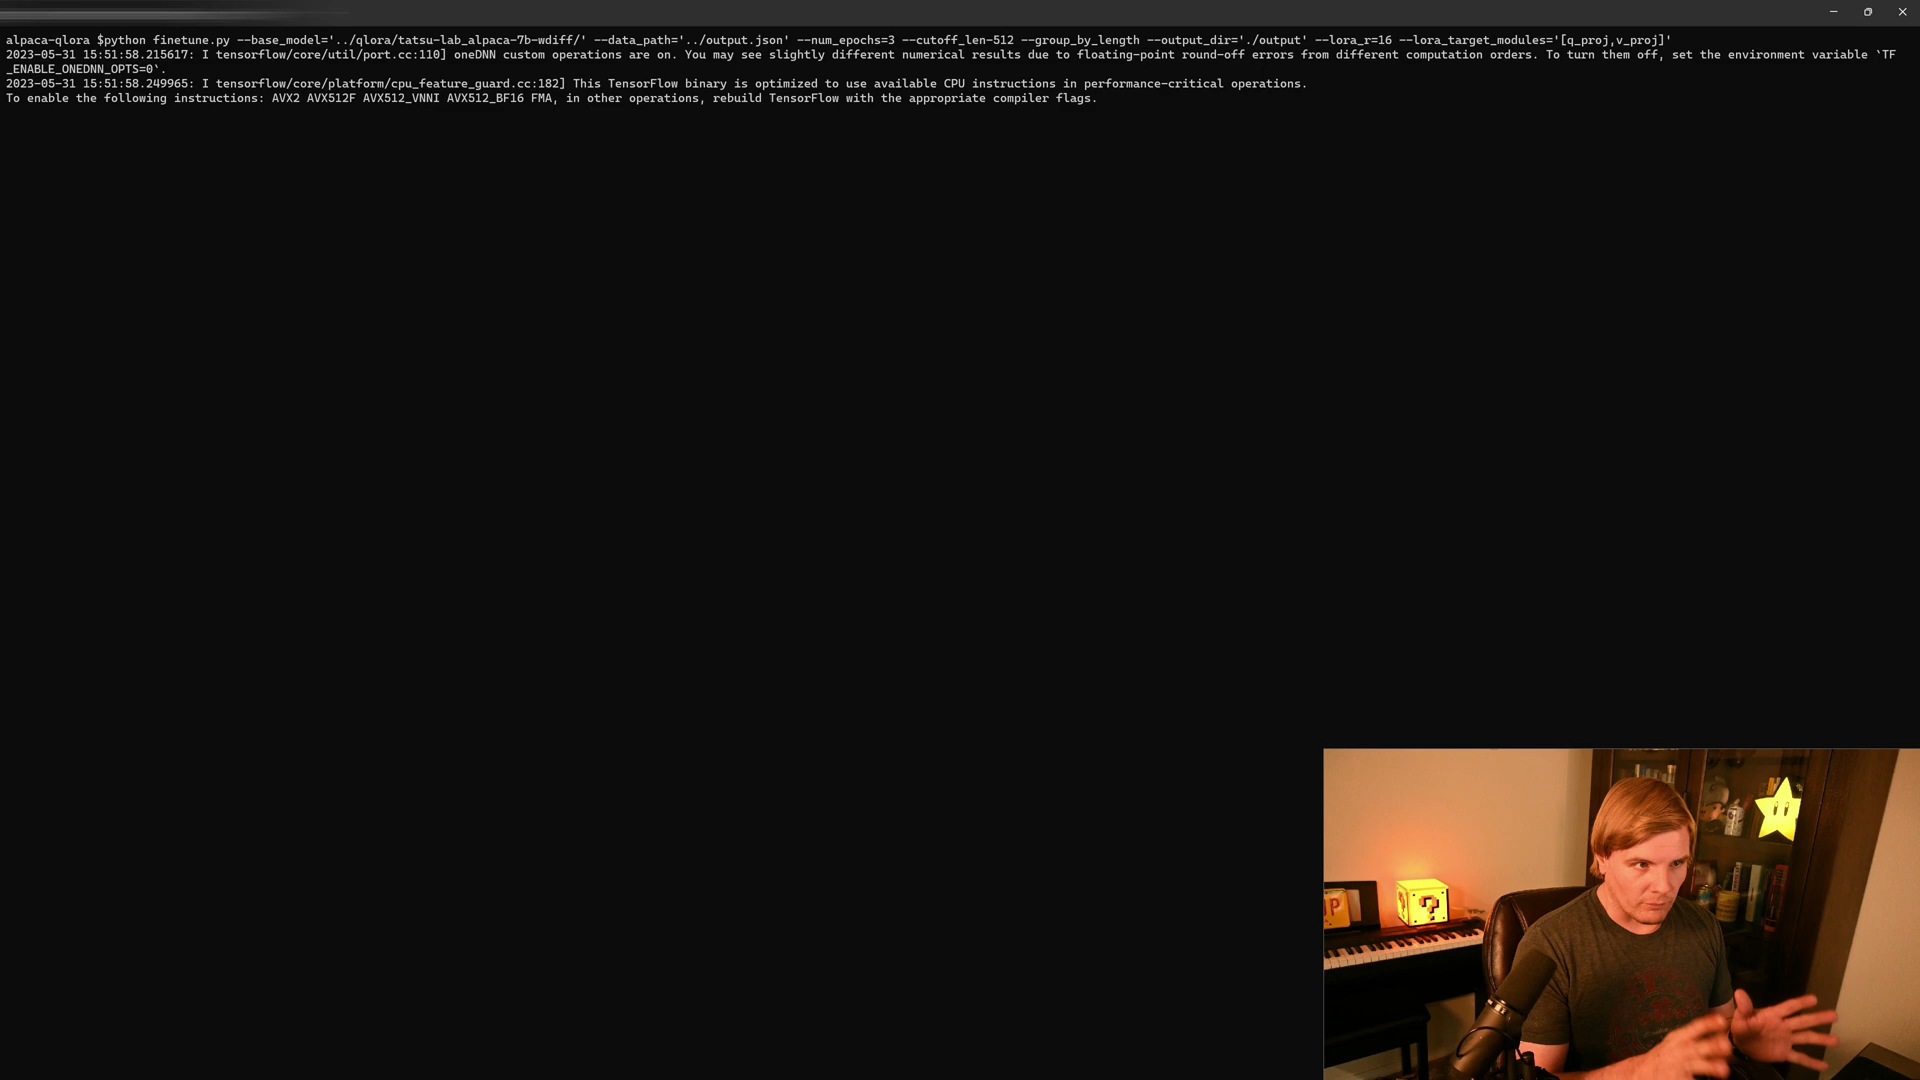 alpaca-qlora $python finetune.py --base_model='../qlora/tatsu-lab_alpaca-7b-wdiff/' --data_path='../output.json' --num_epochs=3 --cutoff_len-512 --group_by_length --output_dir='./output' --lora_r=16 --lora_target_modules='[q_proj,v_proj]'
2023-05-31 15:51:58.215617: I tensorflow/core/util/port.cc:110] oneDNN custom operations are on. You may see slightly different numerical results due to floating-point round-off errors from different computation orders. To turn them off, set the environment variable `TF
_ENABLE_ONEDNN_OPTS=0`.
2023-05-31 15:51:58.249965: I tensorflow/core/platform/cpu_feature_guard.cc:182] This TensorFlow binary is optimized to use available CPU instructions in performance-critical operations.
To enable the following instructions: AVX2 AVX512F AVX512_VNNI AVX512_BF16 FMA, in other operations, rebuild TensorFlow with the appropriate compiler flags.
?